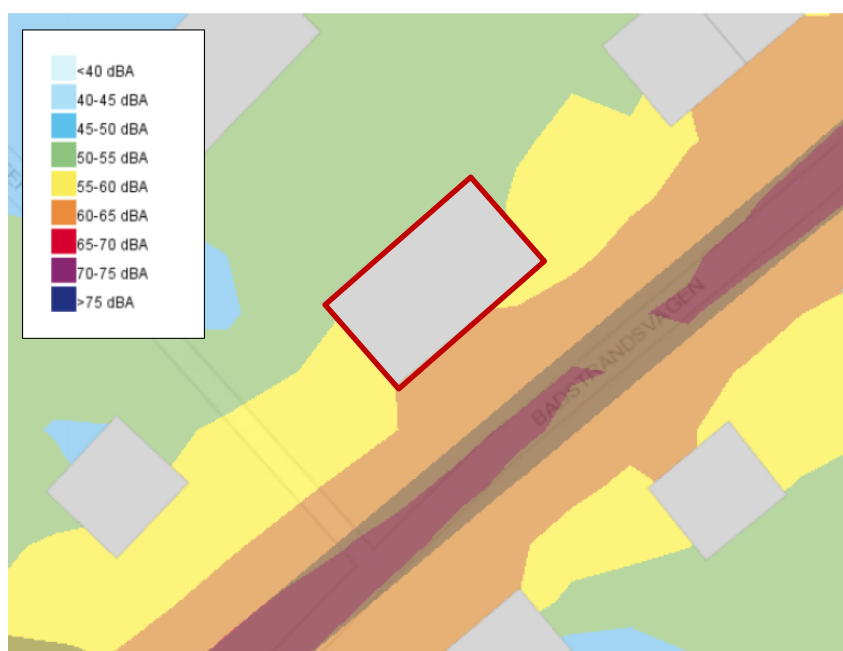 <40 dBA
40-45 dBA
45-50 dBA
50-55 dBA
55-60 dBA
60-65 dBA
65-70 dBA
70-75 dBA
>75 dBA
BADSTRANDSVÄGEN